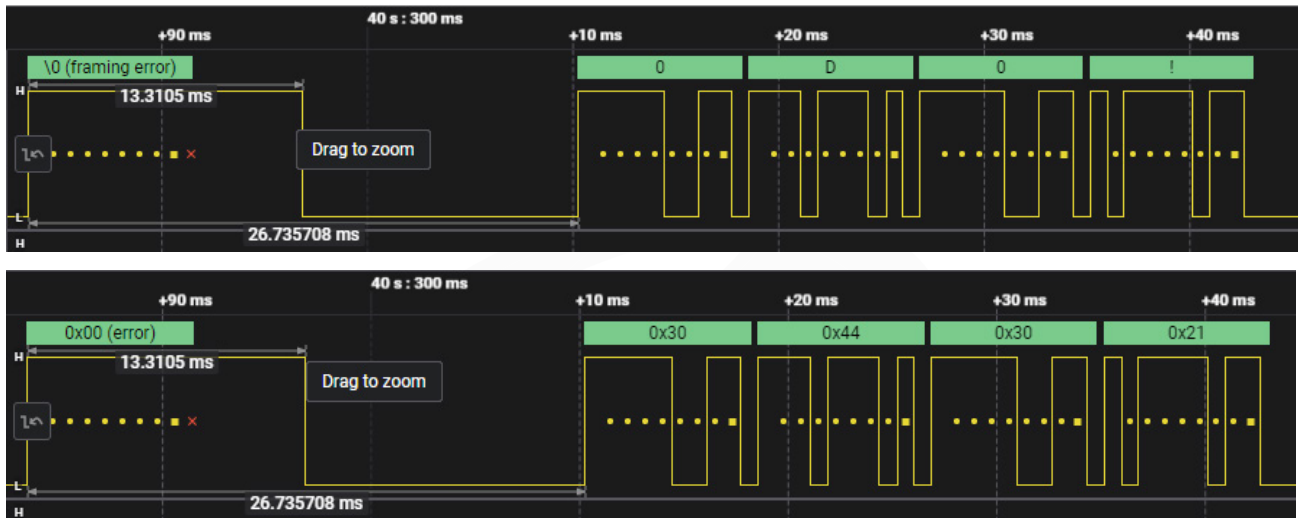 40 s : 300 ms
+90 ms +10 ms +20 ms +30 ms +40 ms
\0 (framing error) 0 D 0 !
H
13.3105 ms
Drag to zoom
L
26.735708 ms
H
40 s : 300 ms
+90 ms +10 ms +20 ms +30 ms +40 ms
0x00 (error) 0x30 0x44 0x30 0x21
H
13.3105 ms
Drag to zoom
L
26.735708 ms
H